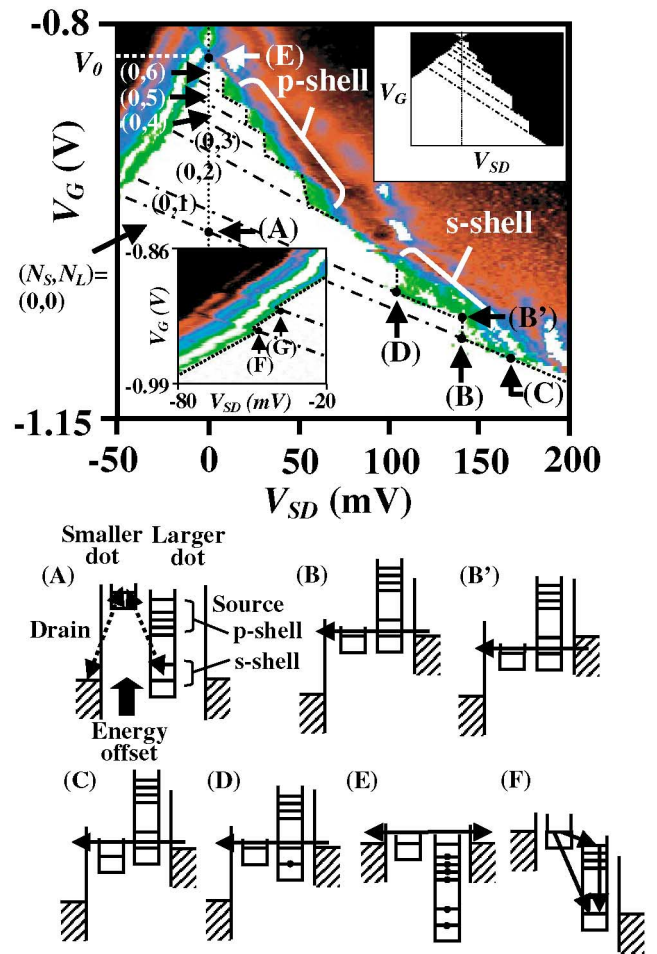 -0.8
V0
(E)
(0,6)
p-shell
(0,5)
(0,4)
(0,3)
(0,2)
(0,1)
VG (V)
VG
VSD
s-shell
(A)
(NS,NL)=
(0,0)
-0.86
VG (V)
(G)
(F)
-0.99
-80 VSD (mV) -20
(D)
(B')
(B)
(C)
-1.15
-50 0 50 100 150 200
VSD (mV)
Smaller dot
Larger dot
(A)
Source
Drain
p-shell
s-shell
Energy offset
(B)
(B')
(C)
(D)
(E)
(F)